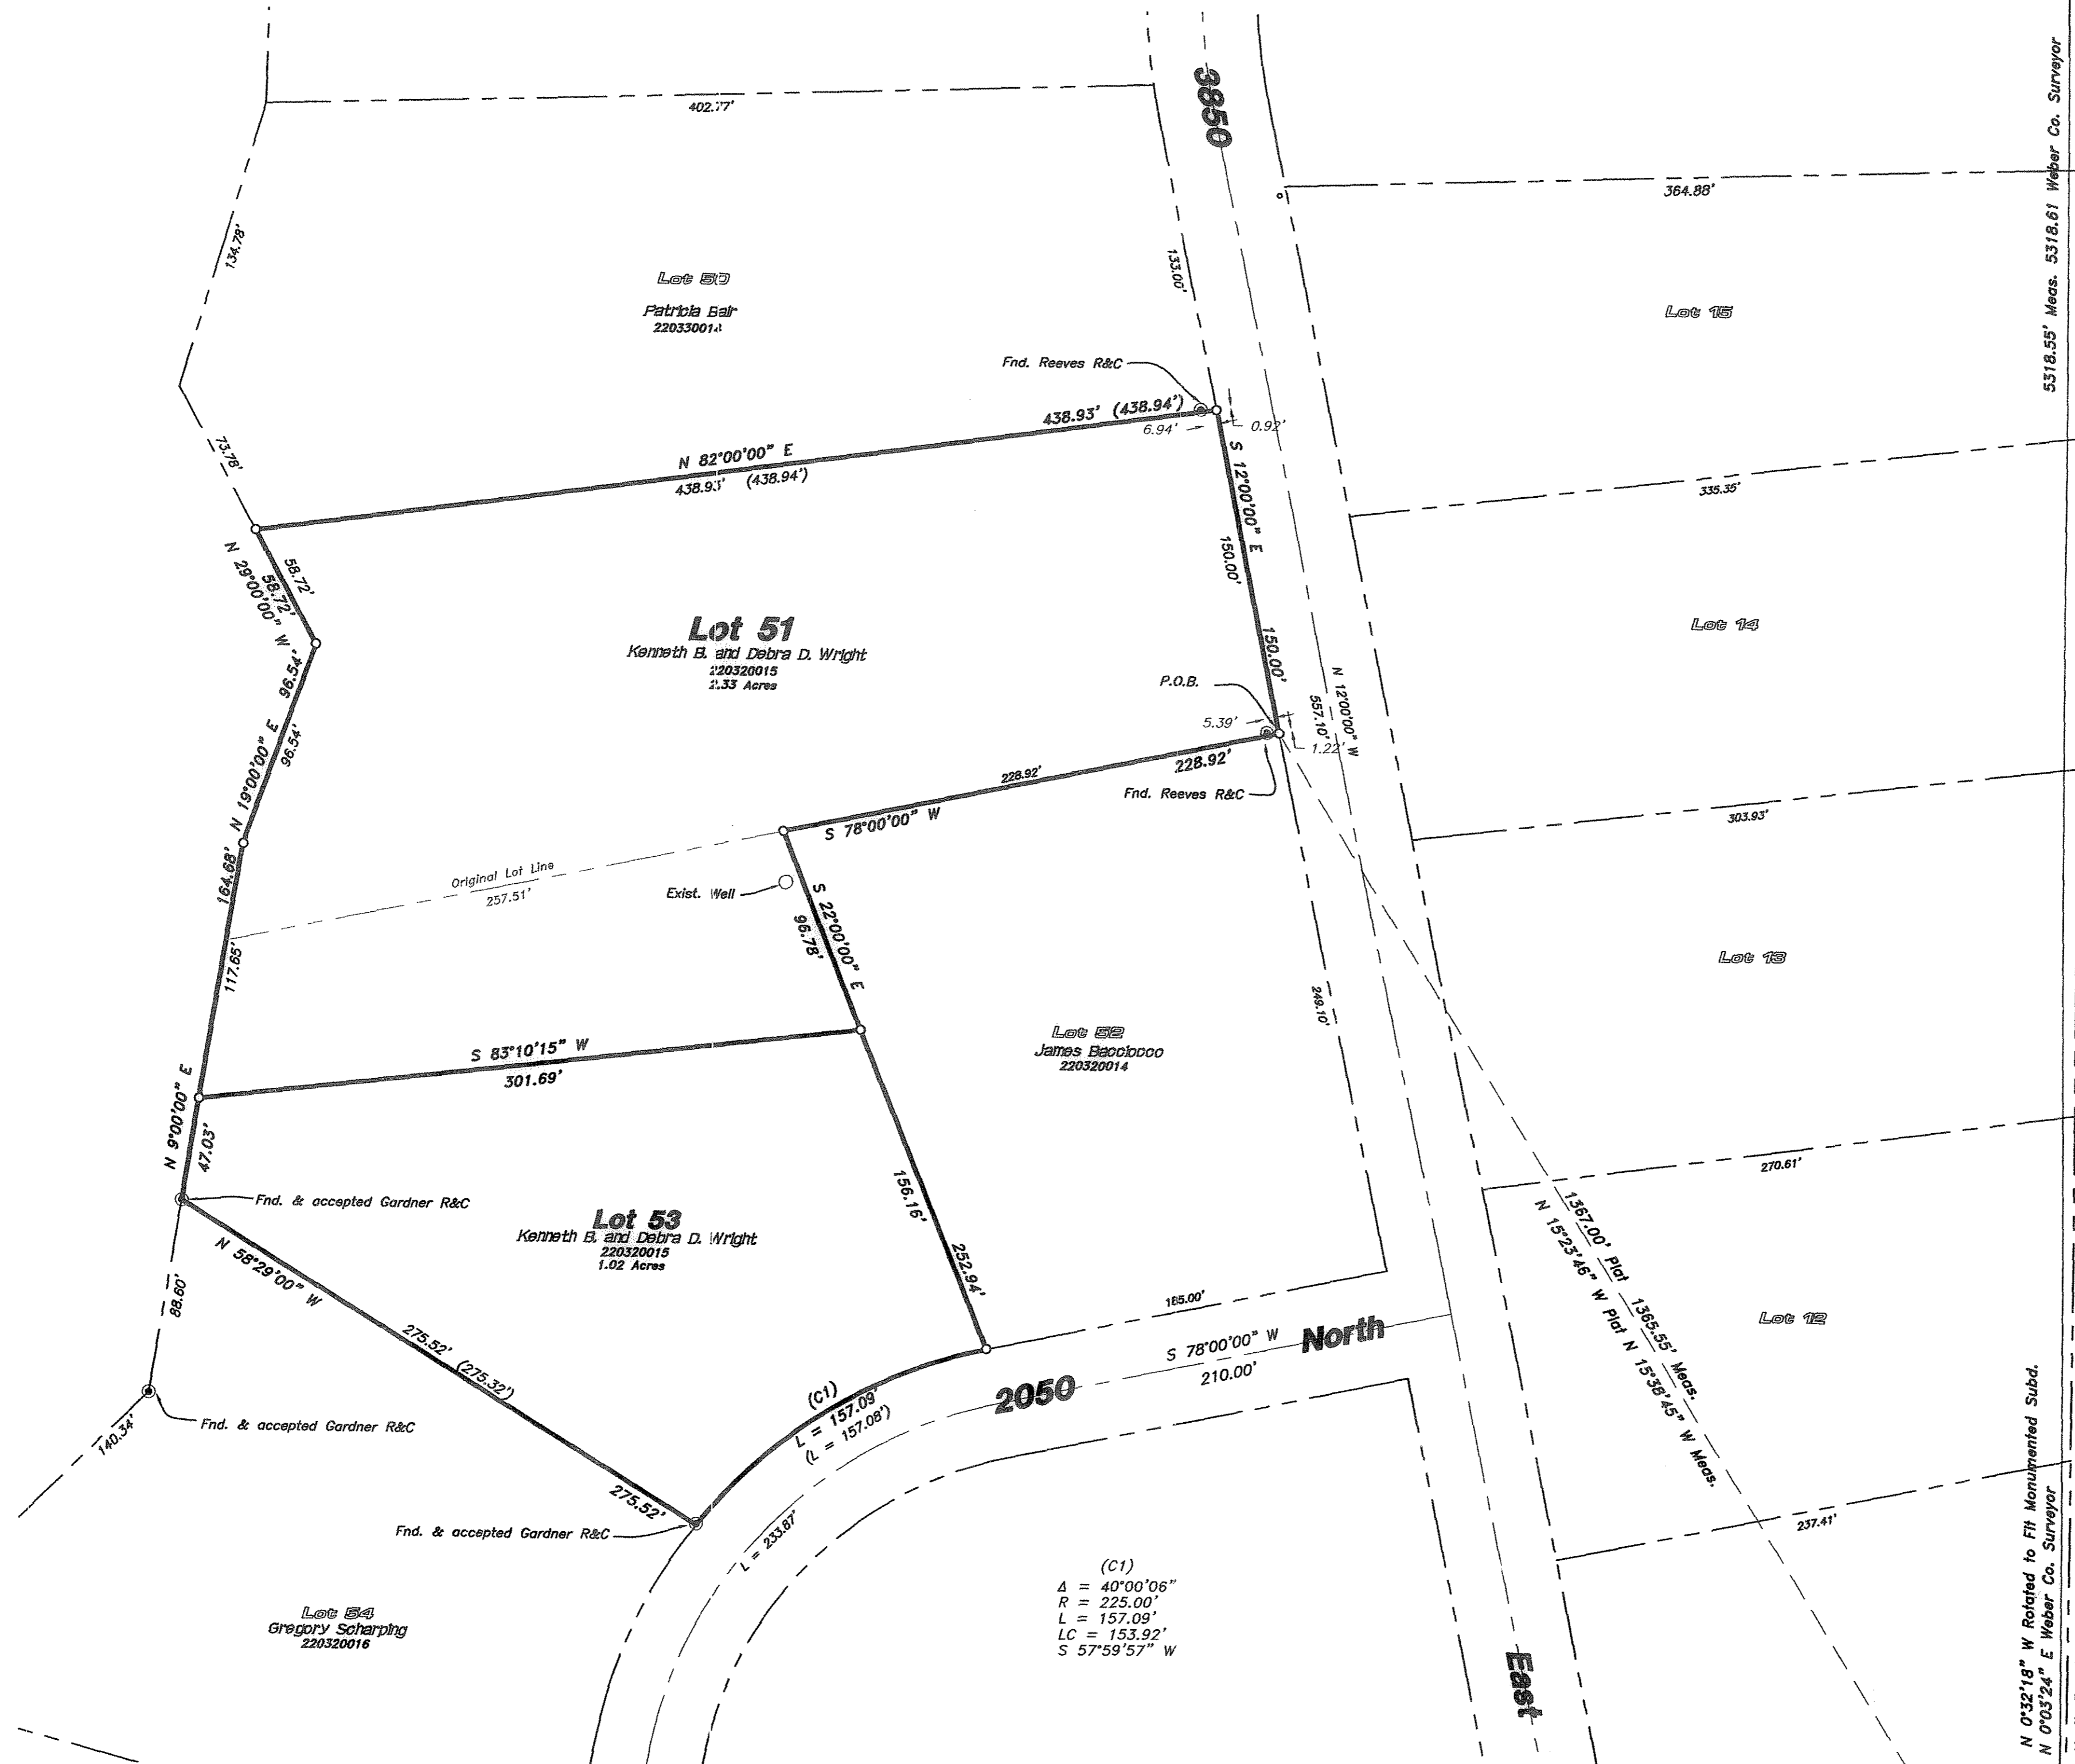 402.77'
3850
364.88'
5318.55' Meas. 5318.61 Weber Co. Surveyor
134.78'
133.00'
Lot 50
Patricia Bair
220330014
Lot 15
Fnd. Reeves R&C
438.93' (438.94')
6.94'
0.92'
73.78'
N 82°00'00" E
438.93' (438.94')
S 12°00'00" E
150.00'
150.00'
335.35'
58.72'
58.72'
N 29°00'00" W
Lot 51
Kenneth B. and Debra D. Wright
220320015
2.33 Acres
Lot 14
96.54'
N 19°00'00" E
96.54'
P.O.B.
5.39'
1.22'
N 12°00'00" W
557.10'
228.92'
228.92'
S 78°00'00" W
Fnd. Reeves R&C
303.93'
164.68'
117.65'
Original Lot Line
257.51'
Exist. Well
S 22°00'00" E
96.78'
Lot 13
249.10'
Lot 52
James Bacciocco
220320014
S 83°10'15" W
301.69'
N 9°00'00" E
47.03'
270.61'
Fnd. & accepted Gardner R&C
Lot 53
Kenneth B. and Debra D. Wright
220320015
1.02 Acres
156.16'
252.94'
1367.00' Plat 1365.55' Meas.
N 15°23'46" W Plat N 15°38'45" W Meas.
N 58°29'00" W
88.60'
275.52' (275.32')
275.52'
185.00'
S 78°00'00" W
210.00'
North
2050
Lot 12
(C1)
L = 157.09'
(L = 157.08')
140.34'
Fnd. & accepted Gardner R&C
Fnd. & accepted Gardner R&C
L = 233.87'
237.41'
(C1)
Δ = 40°00'06"
R = 225.00'
L = 157.09'
LC = 153.92'
S 57°59'57" W
Lot 54
Gregory Scharping
220320016
East
N 0°32'18" W Rotated to Fit Monumented Subd.
N 0°03'24" E Weber Co. Surveyor